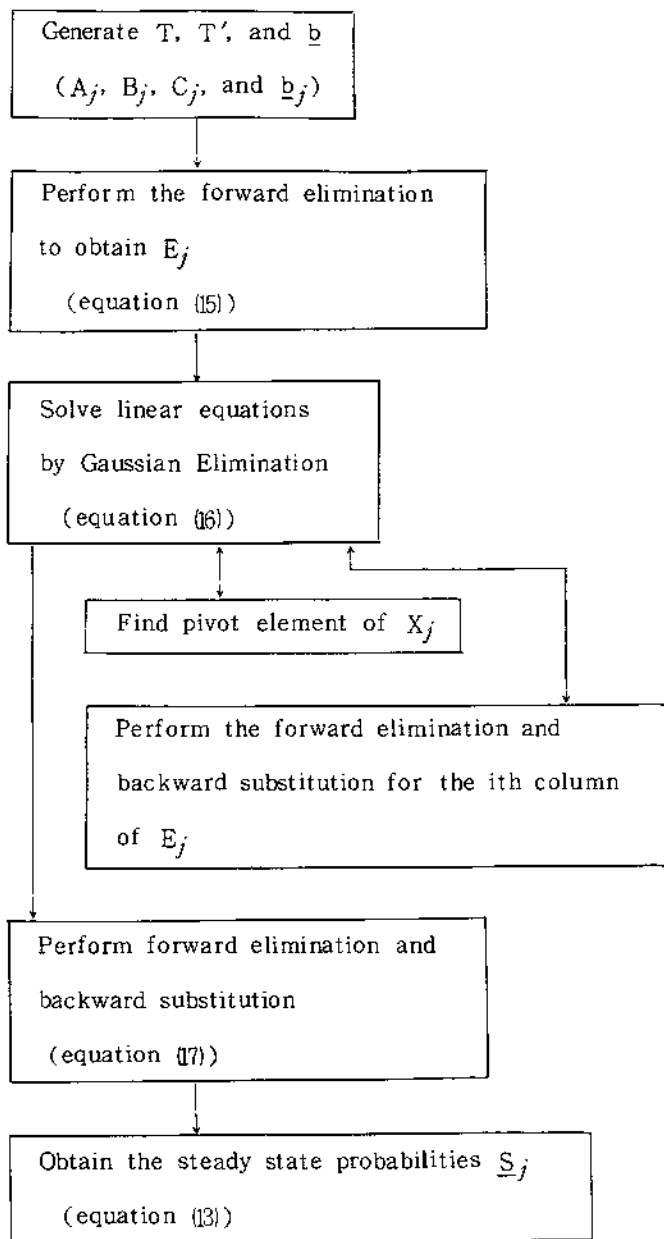 Generate T, T′, and b
(Aj, Bj, Cj, and bj)
Perform the forward elimination
to obtain Ej
(equation (15))
Solve linear equations
by Gaussian Elimination
(equation (16))
Find pivot element of Xj
Perform the forward elimination and
backward substitution for the ith column
of Ej
Perform forward elimination and
backward substitution
(equation (17))
Obtain the steady state probabilities Sj
(equation (13))